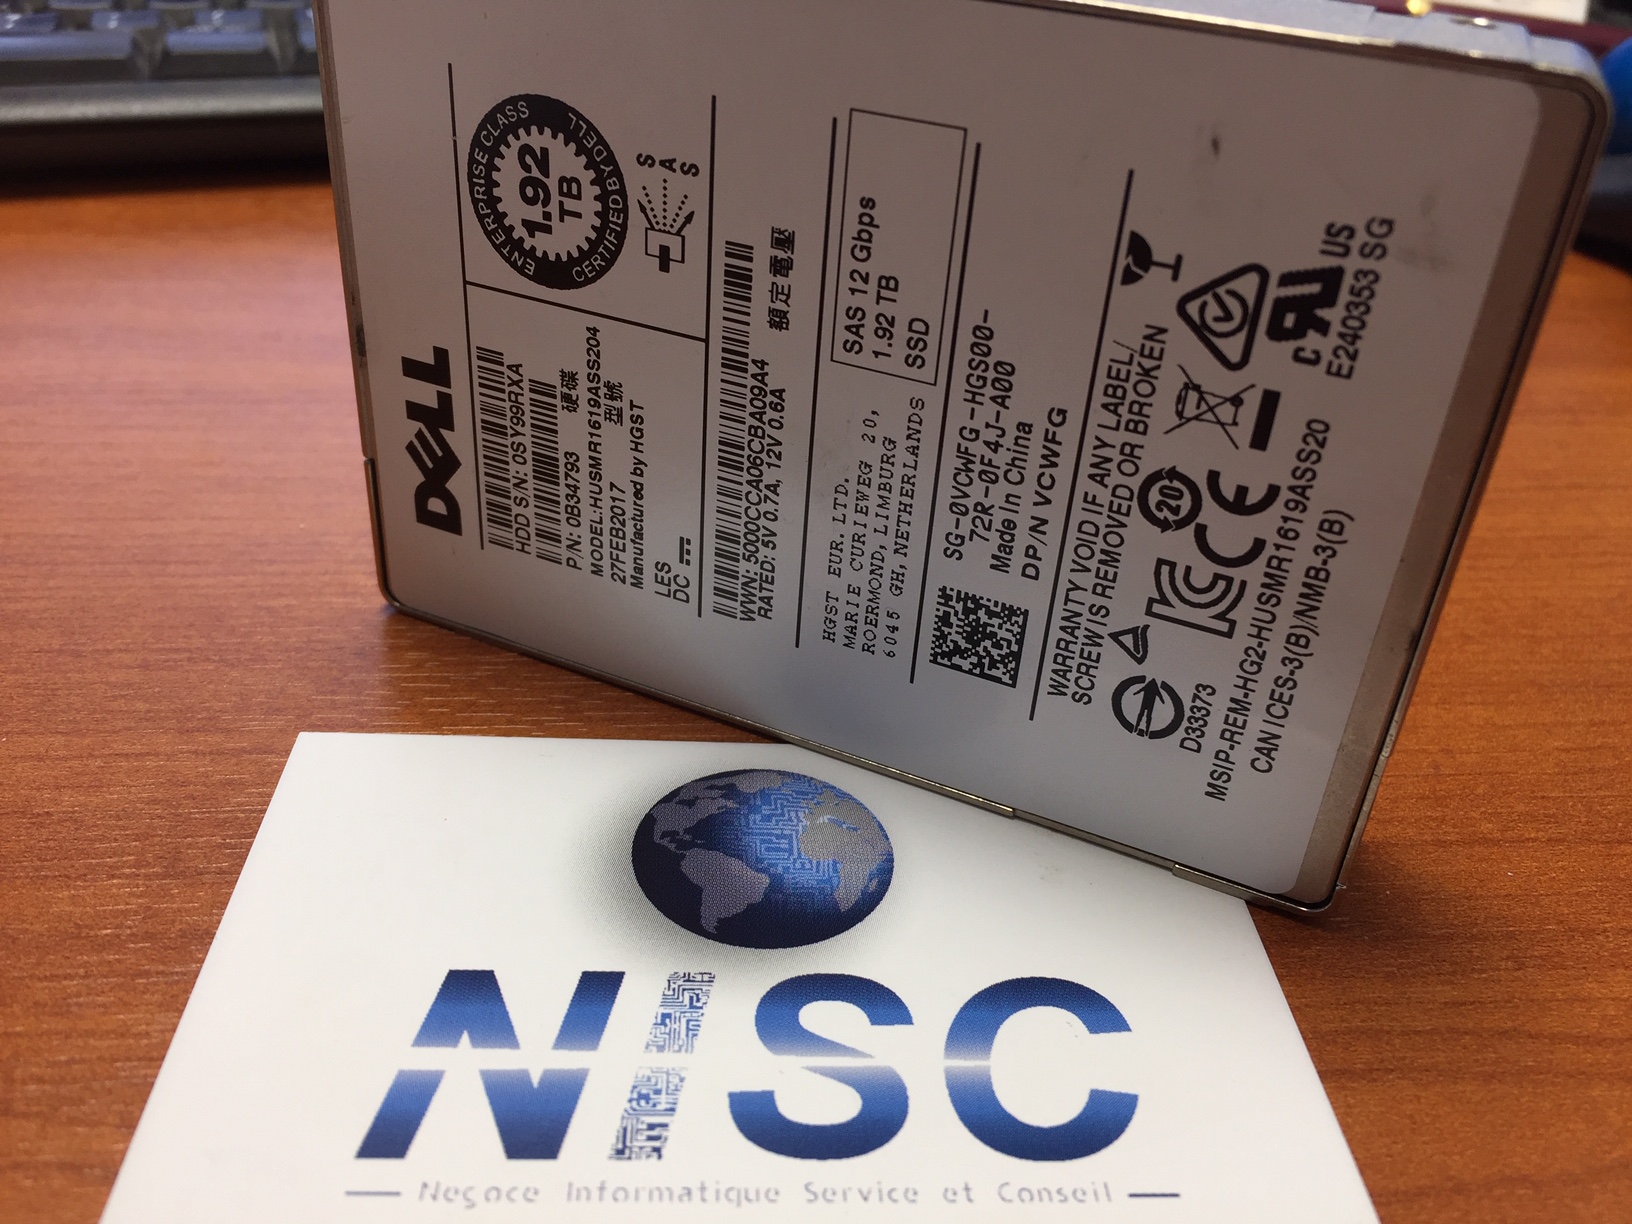 DELL
ENTERPRISE CLASS
1.92
TB
CERTIFIED BY DELL
SAS
HDD S/N: 0SY99RXA
P/N: 0B34793 硬碟
MODEL:HUSMR1619ASS204
27FEB2017 型號
Manufactured by HGST
LES
DC
WWN: 5000CCA06CBA09A4
RATED: 5V 0.7A, 12V 0.6A 額定電壓
HGST EUR. LTD.
MARIE CURIEWEG 20,
ROERMOND, LIMBURG
6045 GH, NETHERLANDS
SAS 12 Gbps
1.92 TB
SSD
SG-0VCWFG-HGS00-
72R-0F4J-A00
Made In China
DP/N VCWFG
WARRANTY VOID IF ANY LABEL/
SCREW IS REMOVED OR BROKEN
20
CE
c RU US
E240353 SG
D33373
MSIP-REM-HG2-HUSMR1619ASS20
CAN ICES-3(B)/NMB-3(B)
NISC
Negoce Informatique Service et Conseil